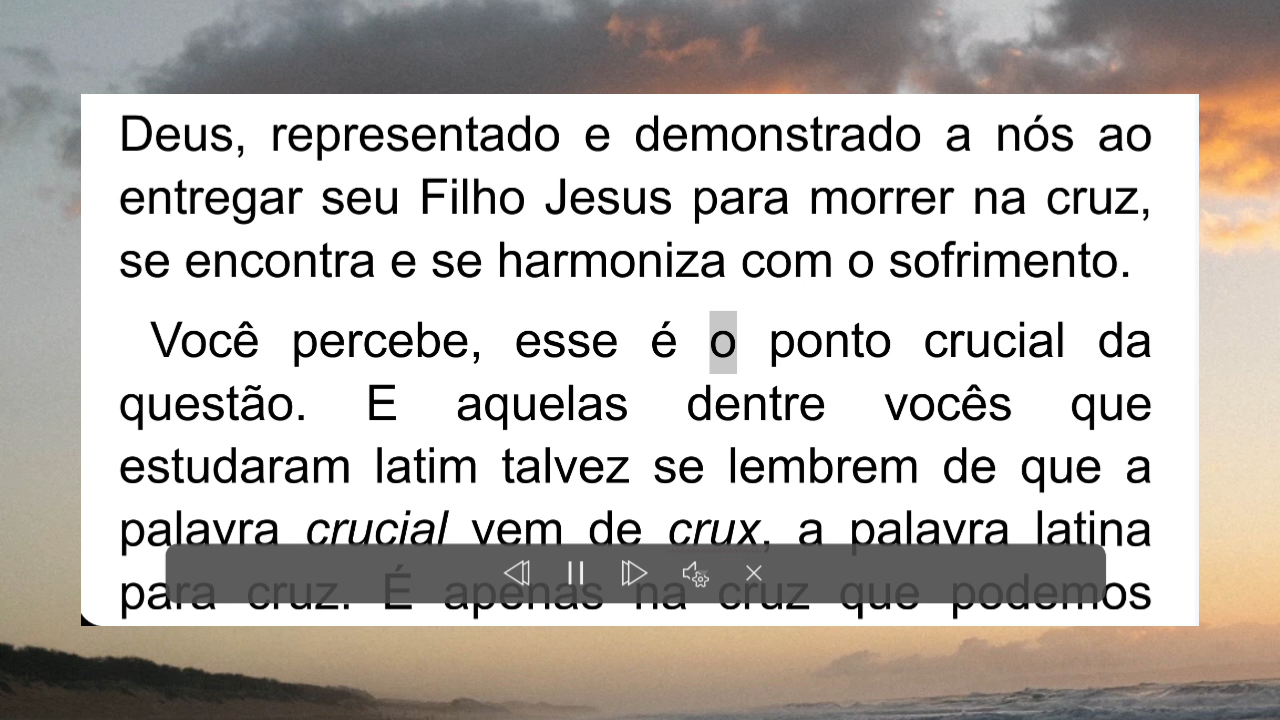 Deus, representado e demonstrado a nós ao
entregar seu Filho Jesus para morrer na cruz,
se encontra e se harmoniza com o sofrimento.
Você percebe, esse é o ponto crucial da
questão. E aquelas dentre vocês que
estudaram latim talvez se lembrem de que a
palavra crucial vem de crux, a palavra latina
para cruz. É apenas na cruz que podemos